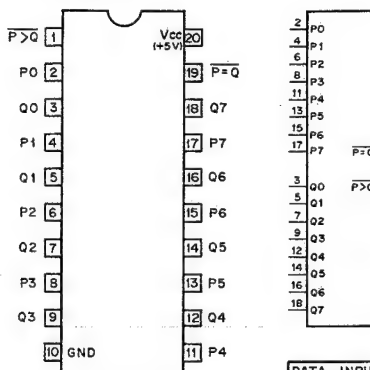 P>Q 1 Vcc 20
(+5V)
P0 2 19 P=Q
Q0 3 18 Q7
P1 4 17 P7
Q1 5 16 Q6
P2 6 15 P6
Q2 7 14 Q5
P3 8 13 P5
Q3 9 12 Q4
10 GND 11 P4
2 P0
4 P1
6 P2
8 P3
11 P4
13 P5
15 P6
17 P7
P=Q
3 Q0
P>Q
5 Q1
7 Q2
9 Q3
12 Q4
14 Q5
16 Q6
18 Q7
DATA INPU